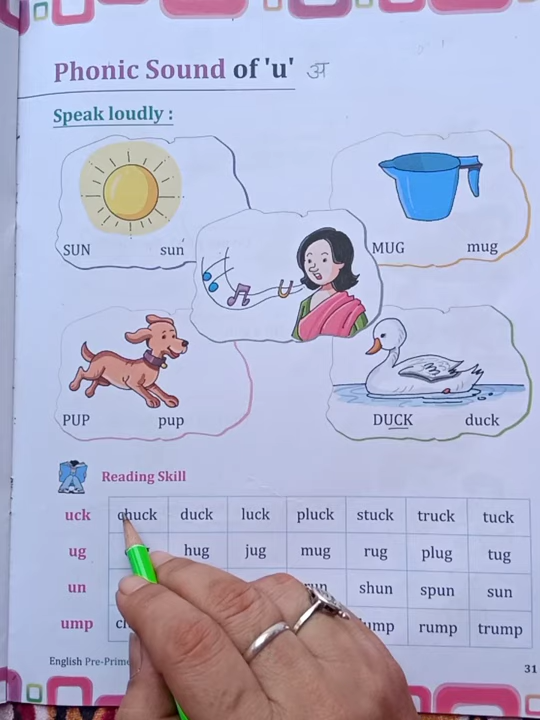 Phonic Sound of 'u' अ
Speak loudly :
SUN sun
MUG mug
U
PUP pup
DUCK duck
Reading Skill
uck chuck duck luck pluck stuck truck tuck
ug hug jug mug rug plug tug
un shun spun sun
ump rump trump
English Pre-Prime
31